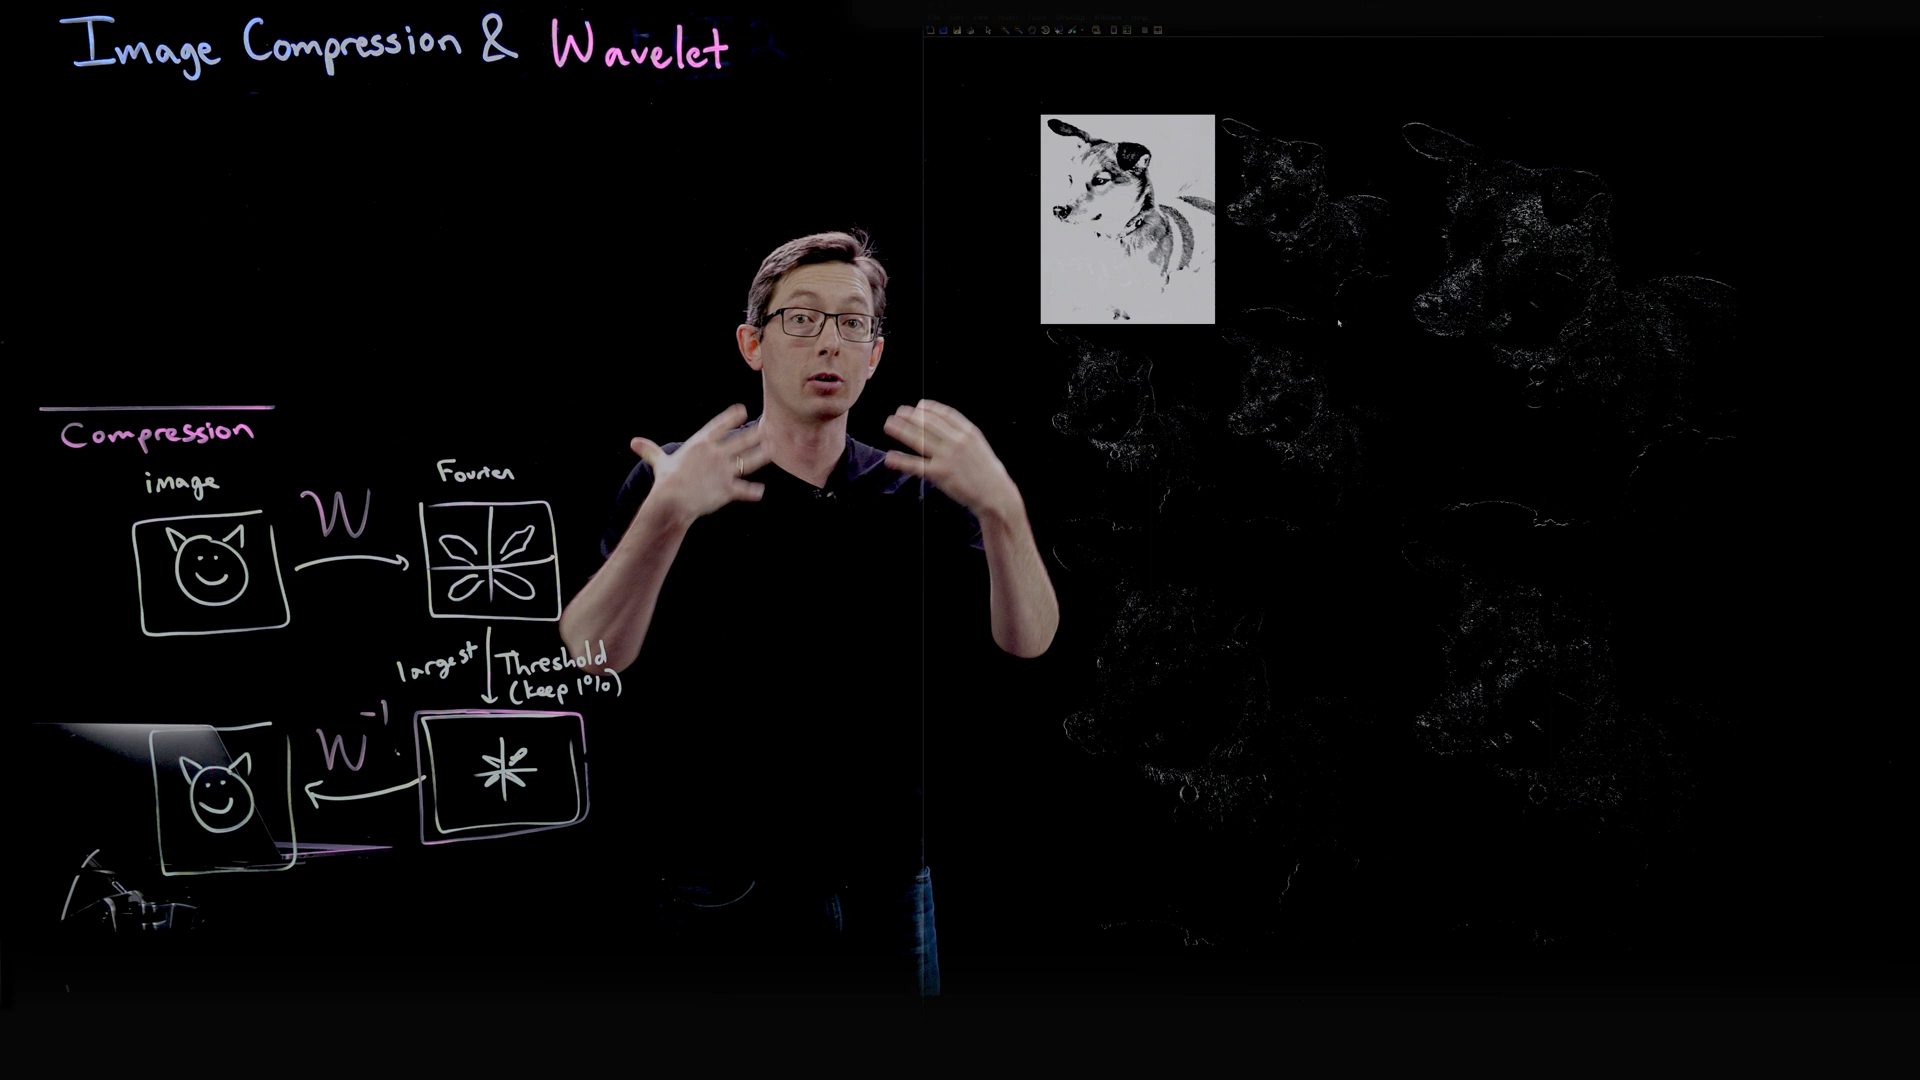 Image Compression & Wavelet
Compression
image
W
Fourier
largest
Threshold
(keep 1%)
W⁻¹